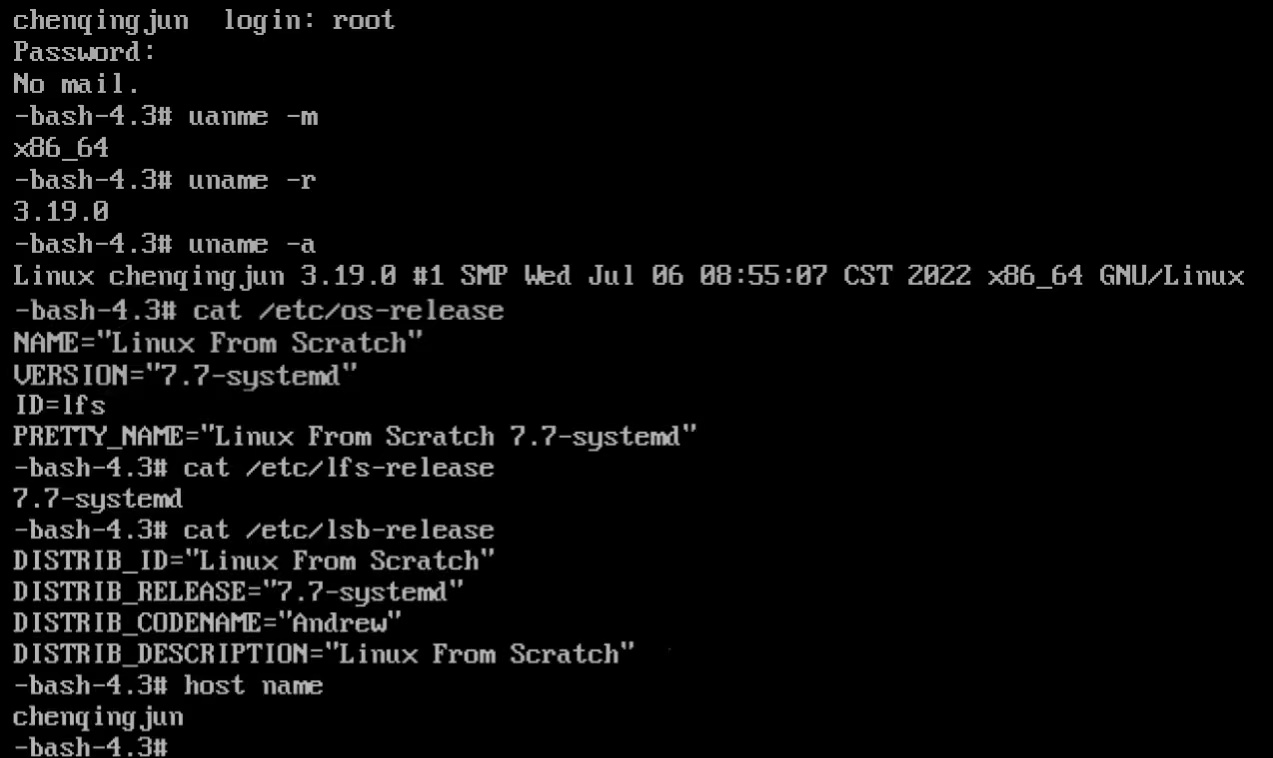 chenqingjun  login: root
Password:
No mail.
-bash-4.3# uanme -m
x86_64
-bash-4.3# uname -r
3.19.0
-bash-4.3# uname -a
Linux chenqingjun 3.19.0 #1 SMP Wed Jul 06 08:55:07 CST 2022 x86_64 GNU/Linux
-bash-4.3# cat /etc/os-release
NAME="Linux From Scratch"
VERSION="7.7-systemd"
ID=lfs
PRETTY_NAME="Linux From Scratch 7.7-systemd"
-bash-4.3# cat /etc/lfs-release
7.7-systemd
-bash-4.3# cat /etc/lsb-release
DISTRIB_ID="Linux From Scratch"
DISTRIB_RELEASE="7.7-systemd"
DISTRIB_CODENAME="Andrew"
DISTRIB_DESCRIPTION="Linux From Scratch"
-bash-4.3# host name
chenqingjun
-bash-4.3#